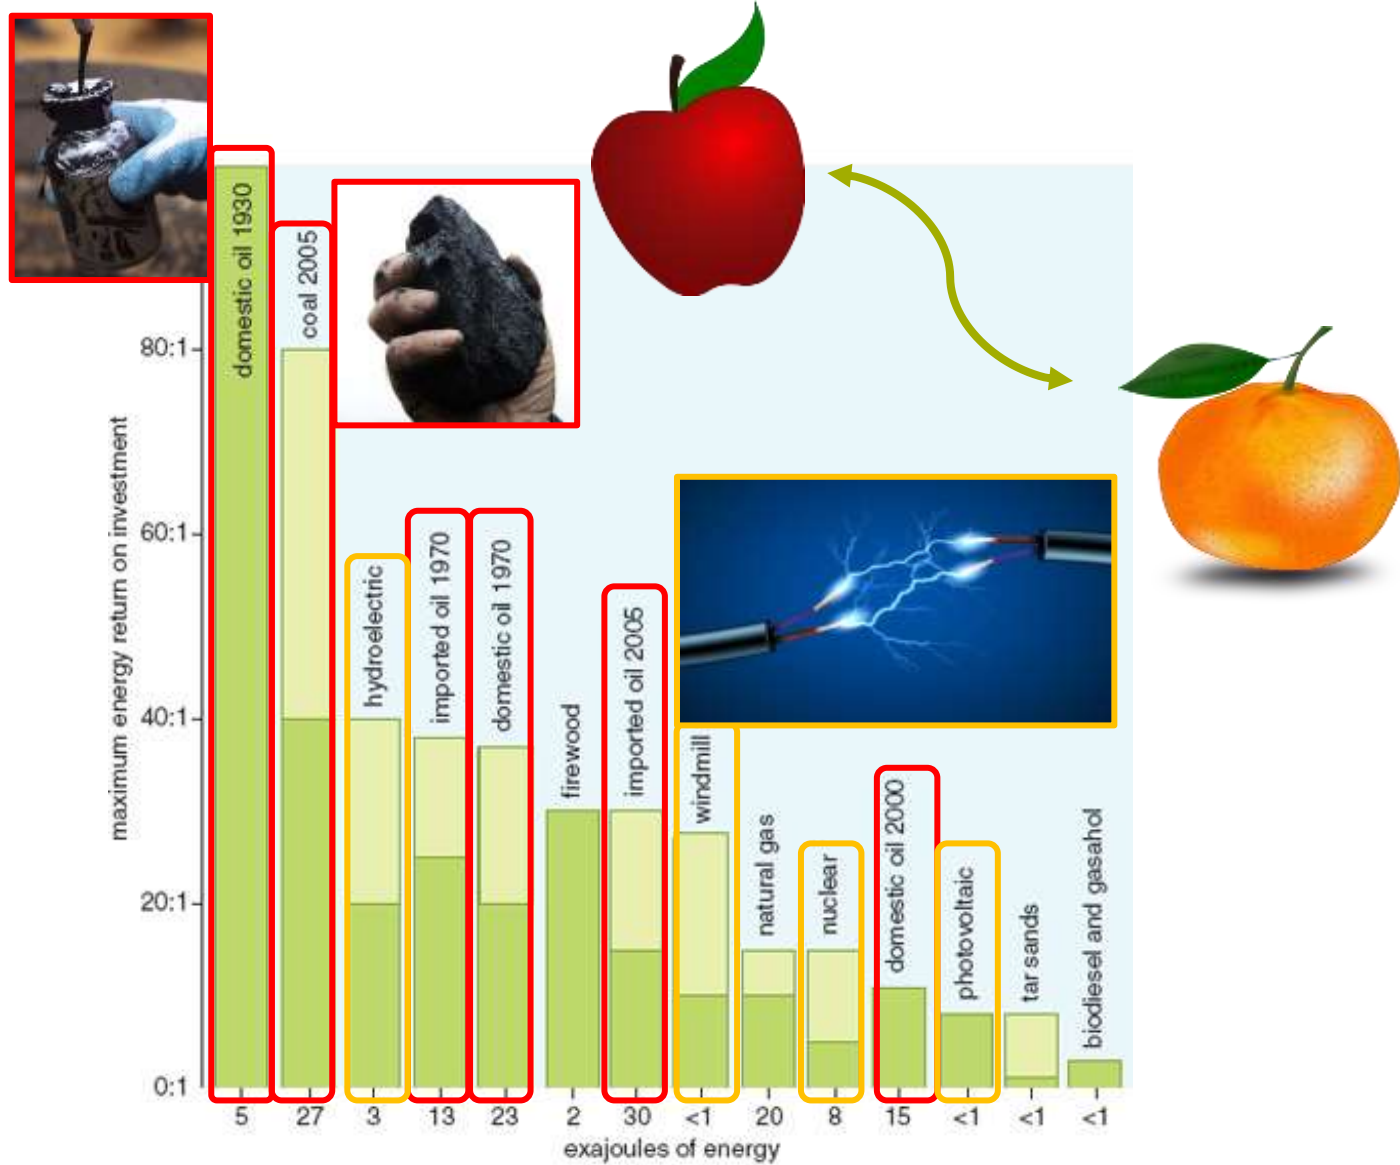 domestic oil 1930
coal 2005
hydroelectric
imported oil 1970
domestic oil 1970
firewood
imported oil 2005
windmill
natural gas
nuclear
domestic oil 2000
photovoltaic
tar sands
biodiesel and gasahol
maximum energy return on investment
80:1
60:1
40:1
20:1
0:1
5 27 3 13 23 2 30 <1 20 8 15 <1 <1 <1
exajoules of energy